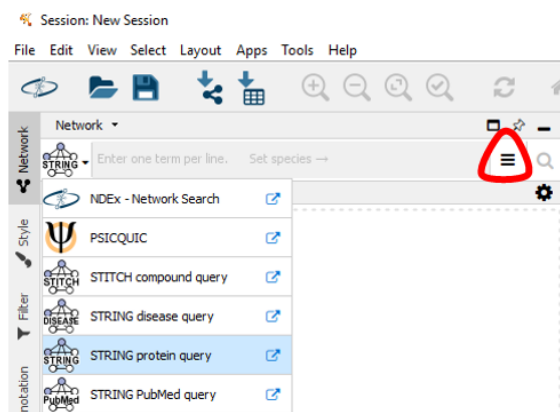 Session: New Session
File Edit View Select Layout Apps Tools Help
Network
Network
STRING Enter one term per line. Set species →
NDEx - Network Search
PSICQUIC
Style
STITCH STITCH compound query
DISEASE STRING disease query
Filter
STRING STRING protein query
PubMed STRING PubMed query
notation